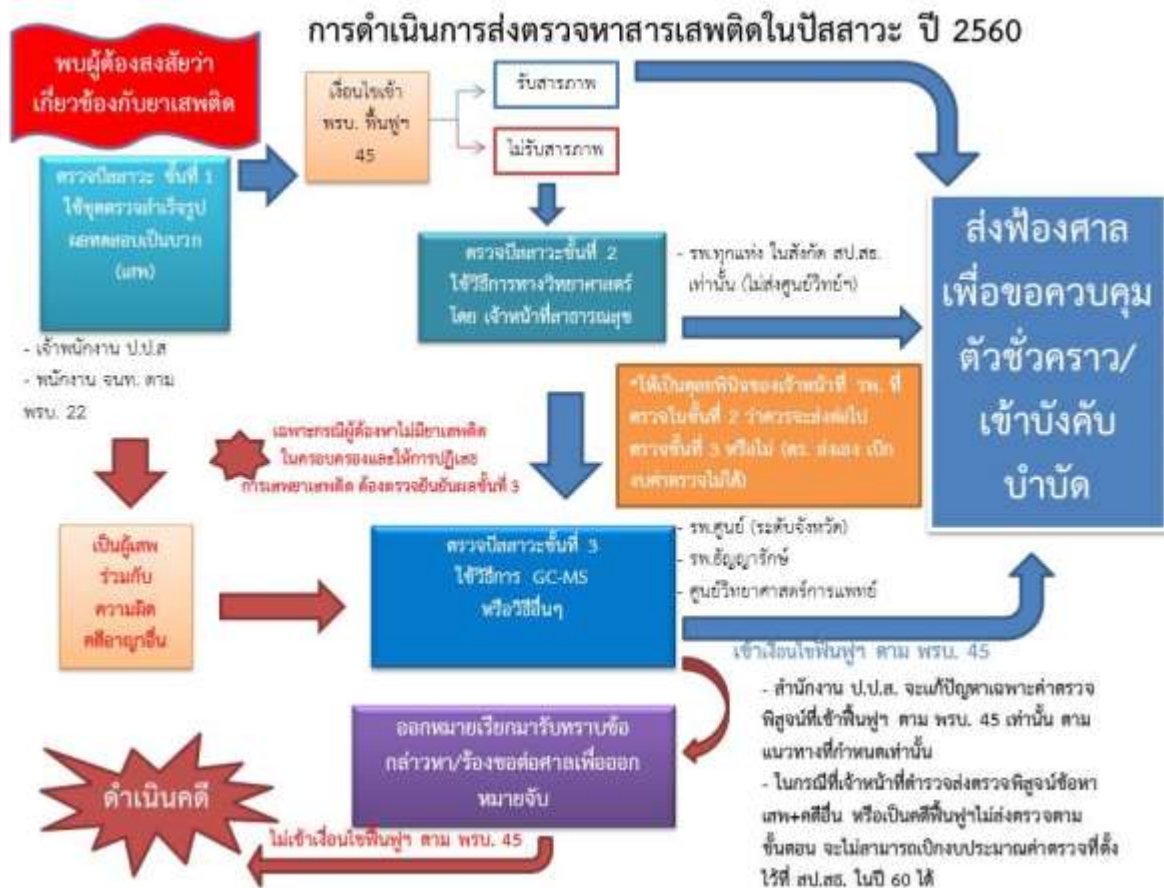 การดำเนินการส่งตรวจหาสารเสพติดในปัสสาวะ ปี 2560
พบผู้ต้องสงสัยว่า
เกี่ยวข้องกับยาเสพติด
เงื่อนไขเข้า
พรบ. ฟื้นฟูฯ
45
รับสารภาพ
ไม่รับสารภาพ
ตรวจปัสสาวะ ขั้นที่ 1
ใช้ชุดตรวจสำเร็จรูป
ผลทดสอบเป็นบวก
(เสพ)
- เจ้าพนักงาน ป.ป.ส
- พนักงาน จนท. ตาม
พรบ. 22
ตรวจปัสสาวะขั้นที่ 2
ใช้วิธีการทางวิทยาศาสตร์
โดย เจ้าหน้าที่สาธารณสุข
- รพ.ทุกแห่ง ในสังกัด สป.สธ.
เท่านั้น (ไม่ส่งศูนย์วิทย์ฯ)
ส่งฟ้องศาล
เพื่อขอควบคุม
ตัวชั่วคราว/
เข้าบังคับ
บำบัด
*ให้เป็นดุลยพินิจของเจ้าหน้าที่ รพ. ที่
ตรวจในขั้นที่ 2 ว่าควรจะส่งต่อไป
ตรวจขั้นที่ 3 หรือไม่ (ตร. ส่งเอง เบิก
งบค่าตรวจไม่ได้)
เฉพาะกรณีผู้ต้องหาไม่มียาเสพติด
ในครอบครองและให้การปฏิเสธ
การเสพยาเสพติด ต้องตรวจยืนยันผลขั้นที่ 3
เป็นผู้เสพ
ร่วมกับ
ความผิด
คดีอาญาอื่น
ตรวจปัสสาวะขั้นที่ 3
ใช้วิธีการ GC-MS
หรือวิธีอื่นๆ
- รพ.ศูนย์ (ระดับจังหวัด)
- รพ.ธัญญารักษ์
- ศูนย์วิทยาศาสตร์การแพทย์
เข้าเงื่อนไขฟื้นฟูฯ ตาม พรบ. 45
ออกหมายเรียกมารับทราบข้อ
กล่าวหา/ร้องขอต่อศาลเพื่อออก
หมายจับ
ดำเนินคดี
ไม่เข้าเงื่อนไขฟื้นฟูฯ ตาม พรบ. 45
- สำนักงาน ป.ป.ส. จะแก้ปัญหาเฉพาะค่าตรวจ
พิสูจน์ที่เข้าฟื้นฟูฯ ตาม พรบ. 45 เท่านั้น ตาม
แนวทางที่กำหนดเท่านั้น
- ในกรณีที่เจ้าหน้าที่ตำรวจส่งตรวจพิสูจน์ข้อหา
เสพ+คดีอื่น หรือเป็นคดีฟื้นฟูฯไม่ส่งตรวจตาม
ขั้นตอน จะไม่สามารถเบิกงบประมาณค่าตรวจที่ตั้ง
ไว้ที่ สป.สธ. ในปี 60 ได้